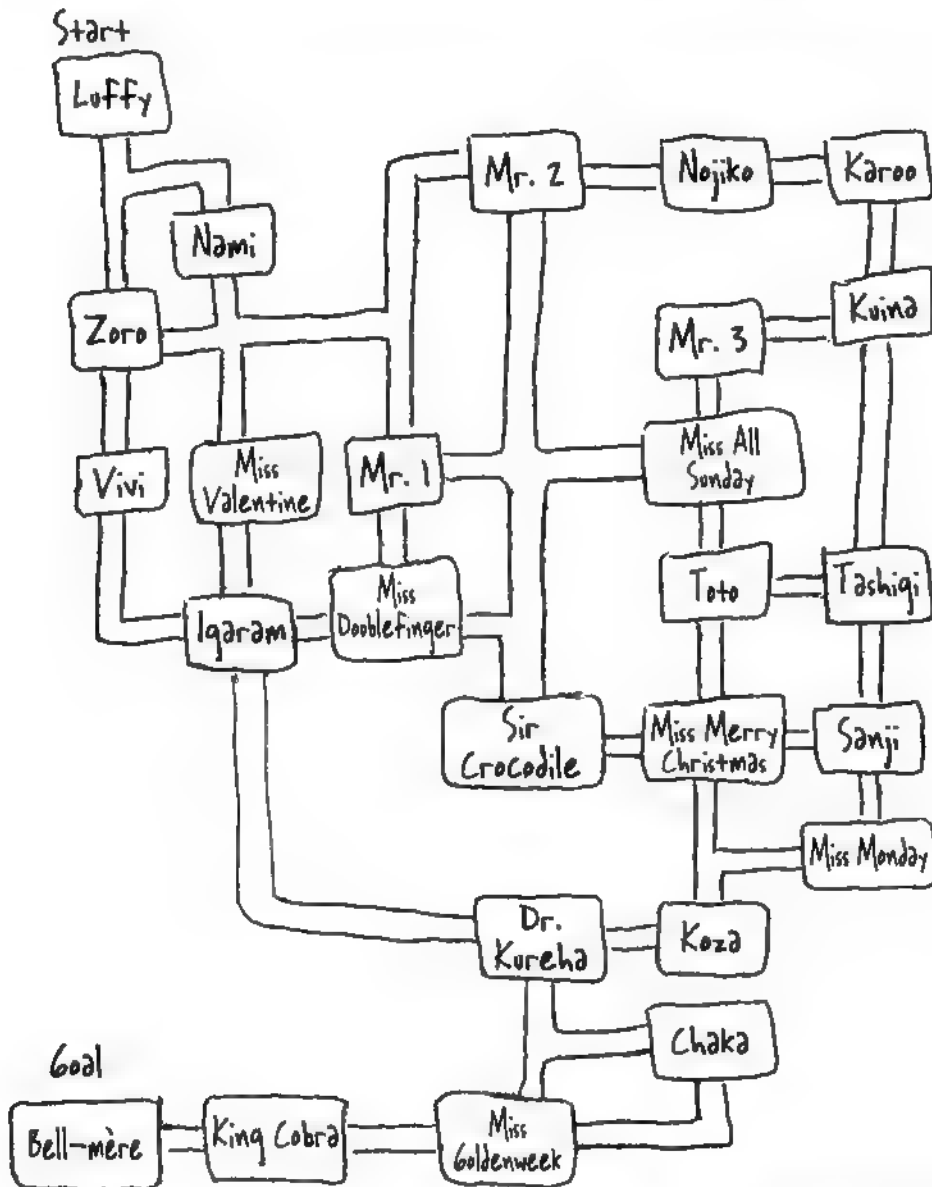 Start
Luffy
Mr. 2
Nojiko
Karoo
Nami
Zoro
Mr. 3
Kuina
Vivi
Miss
Valentine
Mr. 1
Miss All
Sunday
Igaram
Miss
Doublefinger
Toto
Tashigi
Sir
Crocodile
Miss Merry
Christmas
Sanji
Miss Monday
Dr.
Kureha
Koza
Chaka
Goal
Bell-mère
King Cobra
Miss
Goldenweek